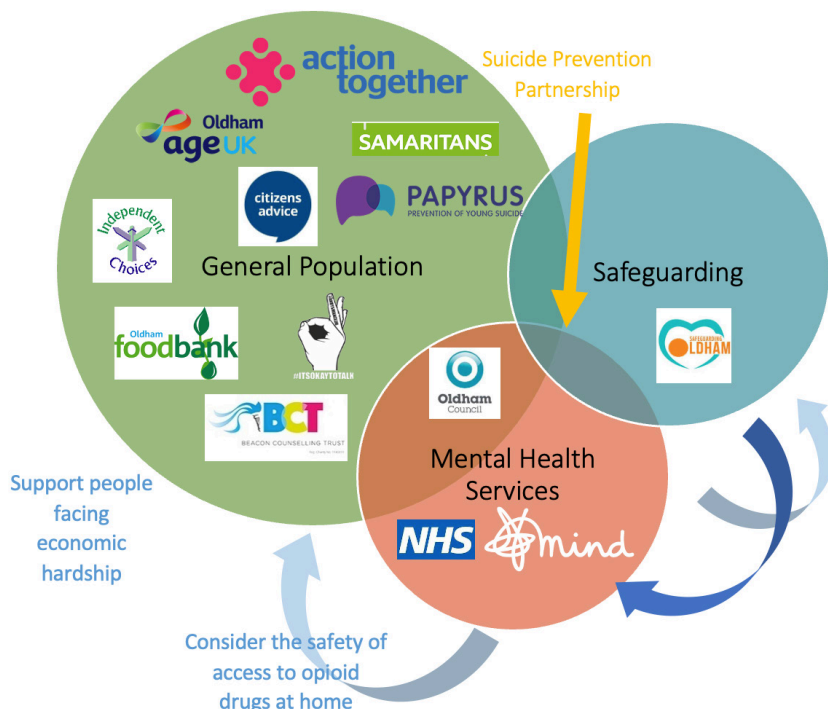 action
together
Suicide Prevention
Partnership
Oldham
ageUK
SAMARITANS
citizens
advice
PAPYRUS
PREVENTION OF YOUNG SUICIDE
Independent
Choices
General Population
Safeguarding
Oldham
foodbank
#ITSOKAYTOTALK
SAFEGUARDING
OLDHAM
Oldham
Council
BCT
BEACON COUNSELLING TRUST
Mental Health
Services
NHS
mind
Support people
facing
economic
hardship
Consider the safety of
access to opioid
drugs at home